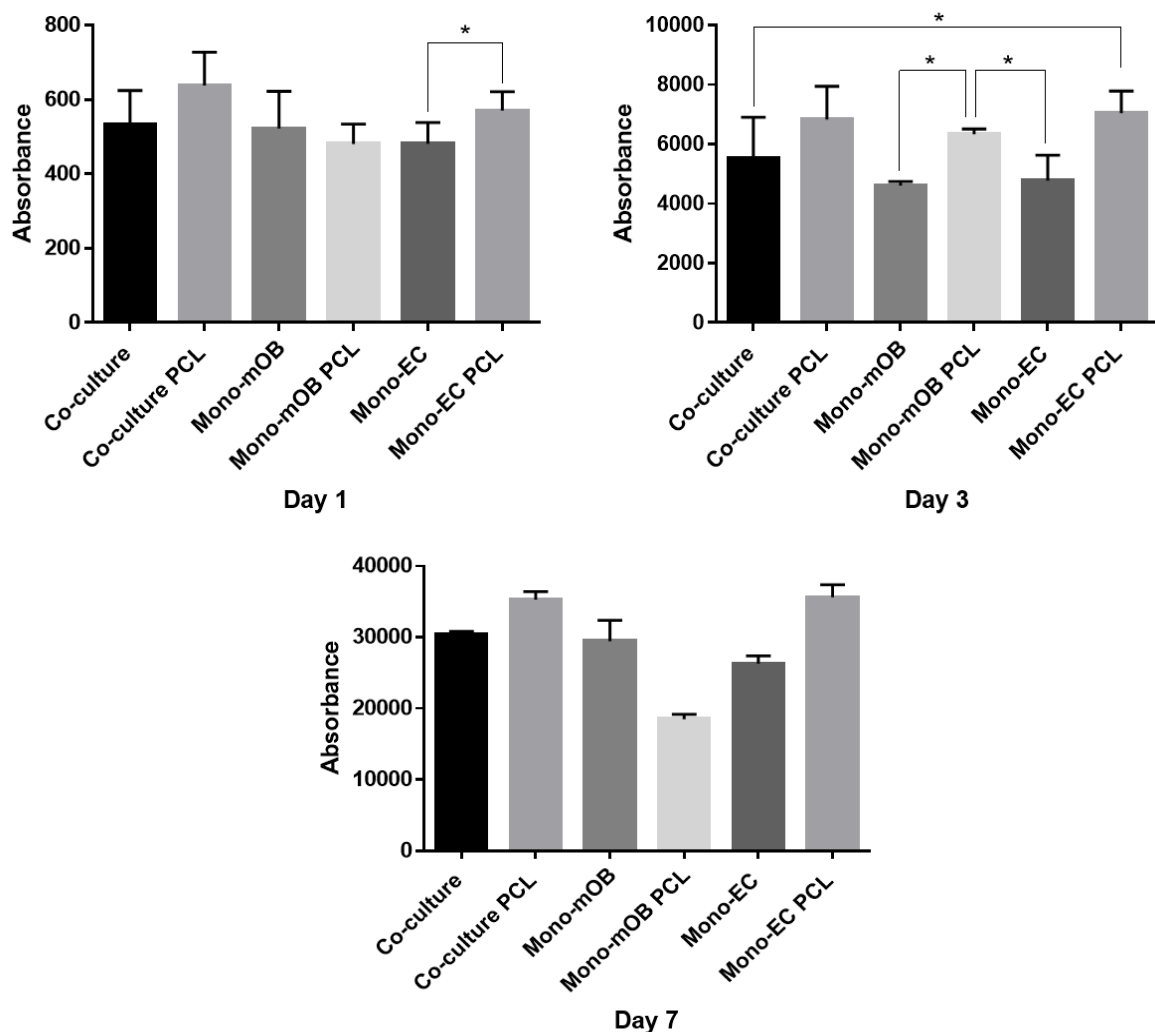 Absorbance
800
600
400
200
0
*
Co-culture
Co-culture PCL
Mono-mOB
Mono-mOB PCL
Mono-EC
Mono-EC PCL
Day 1
Absorbance
10000
8000
6000
4000
2000
0
*
*
*
Co-culture
Co-culture PCL
Mono-mOB
Mono-mOB PCL
Mono-EC
Mono-EC PCL
Day 3
Absorbance
40000
30000
20000
10000
0
Co-culture
Co-culture PCL
Mono-mOB
Mono-mOB PCL
Mono-EC
Mono-EC PCL
Day 7